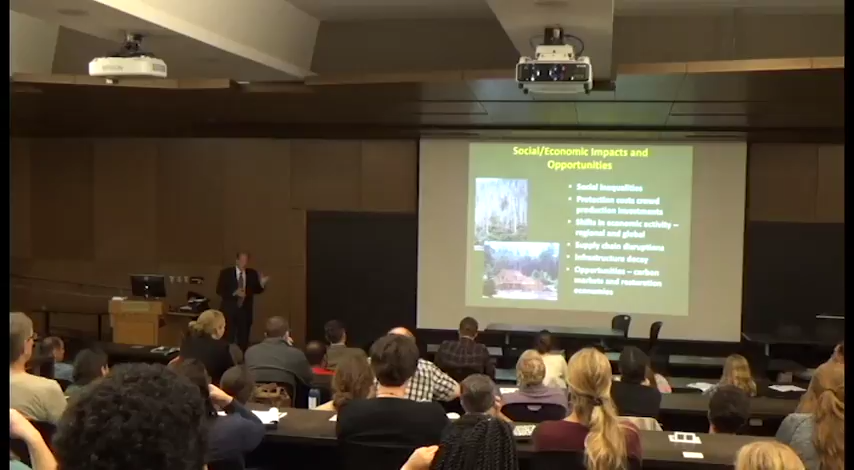 Social/Economic Impacts and
Opportunities
• Social Inequalities
• Protection costs crowd
production investments
• Shifts in economic activity –
regional and global
• Supply chain disruptions
• Infrastructure decay
• Opportunities – carbon
markets and restoration
economies